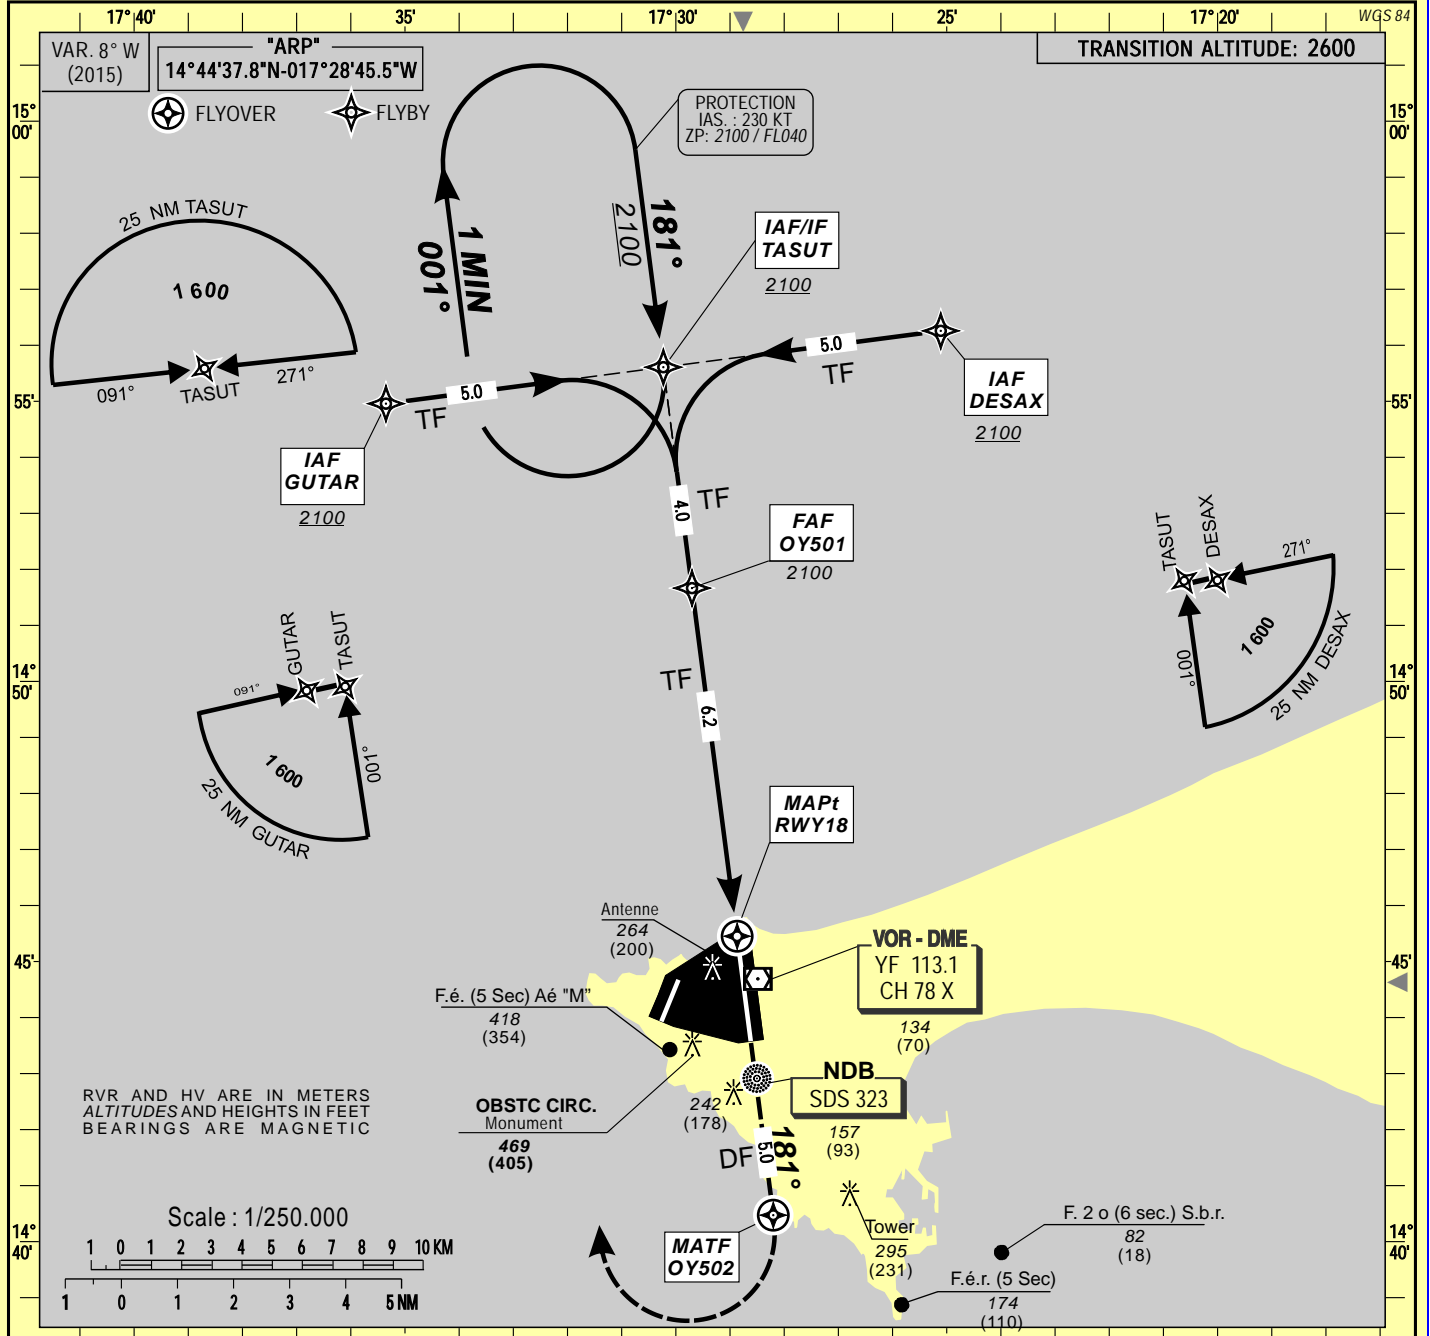 17°40'
35'
17°30'
25'
17°20'
WGS 84
VAR. 8° W
(2015)
"ARP"
14°44'37.8"N-017°28'45.5"W
TRANSITION ALTITUDE: 2600
FLYOVER
FLYBY
15°
00'
15°
00'
PROTECTION
IAS. : 230 KT
ZP: 2100 / FL040
25 NM TASUT
1 600
091°
TASUT
271°
1 MIN
001°
181°
2100
IAF/IF
TASUT
2100
5.0
TF
5.0
TF
IAF
DESAX
2100
55'
55'
IAF
GUTAR
2100
4.0
TF
FAF
OY501
2100
TASUT
DESAX
271°
1 600
001°
25 NM DESAX
GUTAR
TASUT
091°
1 600
001°
25 NM GUTAR
14°
50'
14°
50'
TF
6.2
MAPt
RWY18
Antenne
264
(200)
VOR - DME
YF 113.1
CH 78 X
134
(70)
45'
45'
F.é. (5 Sec) Aé "M"
418
(354)
NDB
SDS 323
157
(93)
RVR AND HV ARE IN METERS
ALTITUDES AND HEIGHTS IN FEET
BEARINGS ARE MAGNETIC
OBSTC CIRC.
Monument
469
(405)
242
(178)
DF
5.0
181°
Tower
295
(231)
F. 2 o (6 sec.) S.b.r.
82
(18)
F.é.r. (5 Sec)
174
(110)
MATF
OY502
14°
40'
14°
40'
Scale : 1/250.000
1 0 1 2 3 4 5 6 7 8 9 10 KM
1 0 1 2 3 4 5 NM